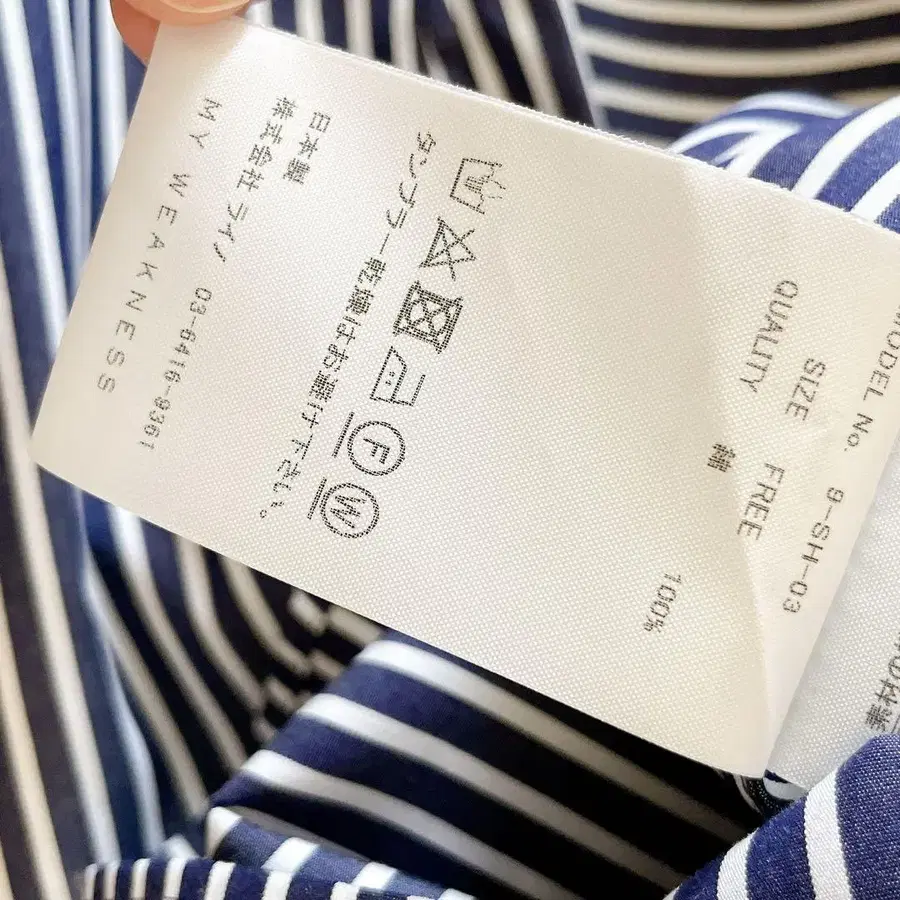 MODEL No. 9-SH-03
SIZE FREE
QUALITY
綿 100%
タンブラー乾燥はお避け下さい。
日本製
株式会社 ライノ 03-6416-9361
MY WEAKNESS